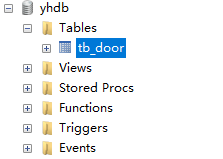 yhdb
Tables
tb_door
Views
Stored Procs
Functions
Triggers
Events